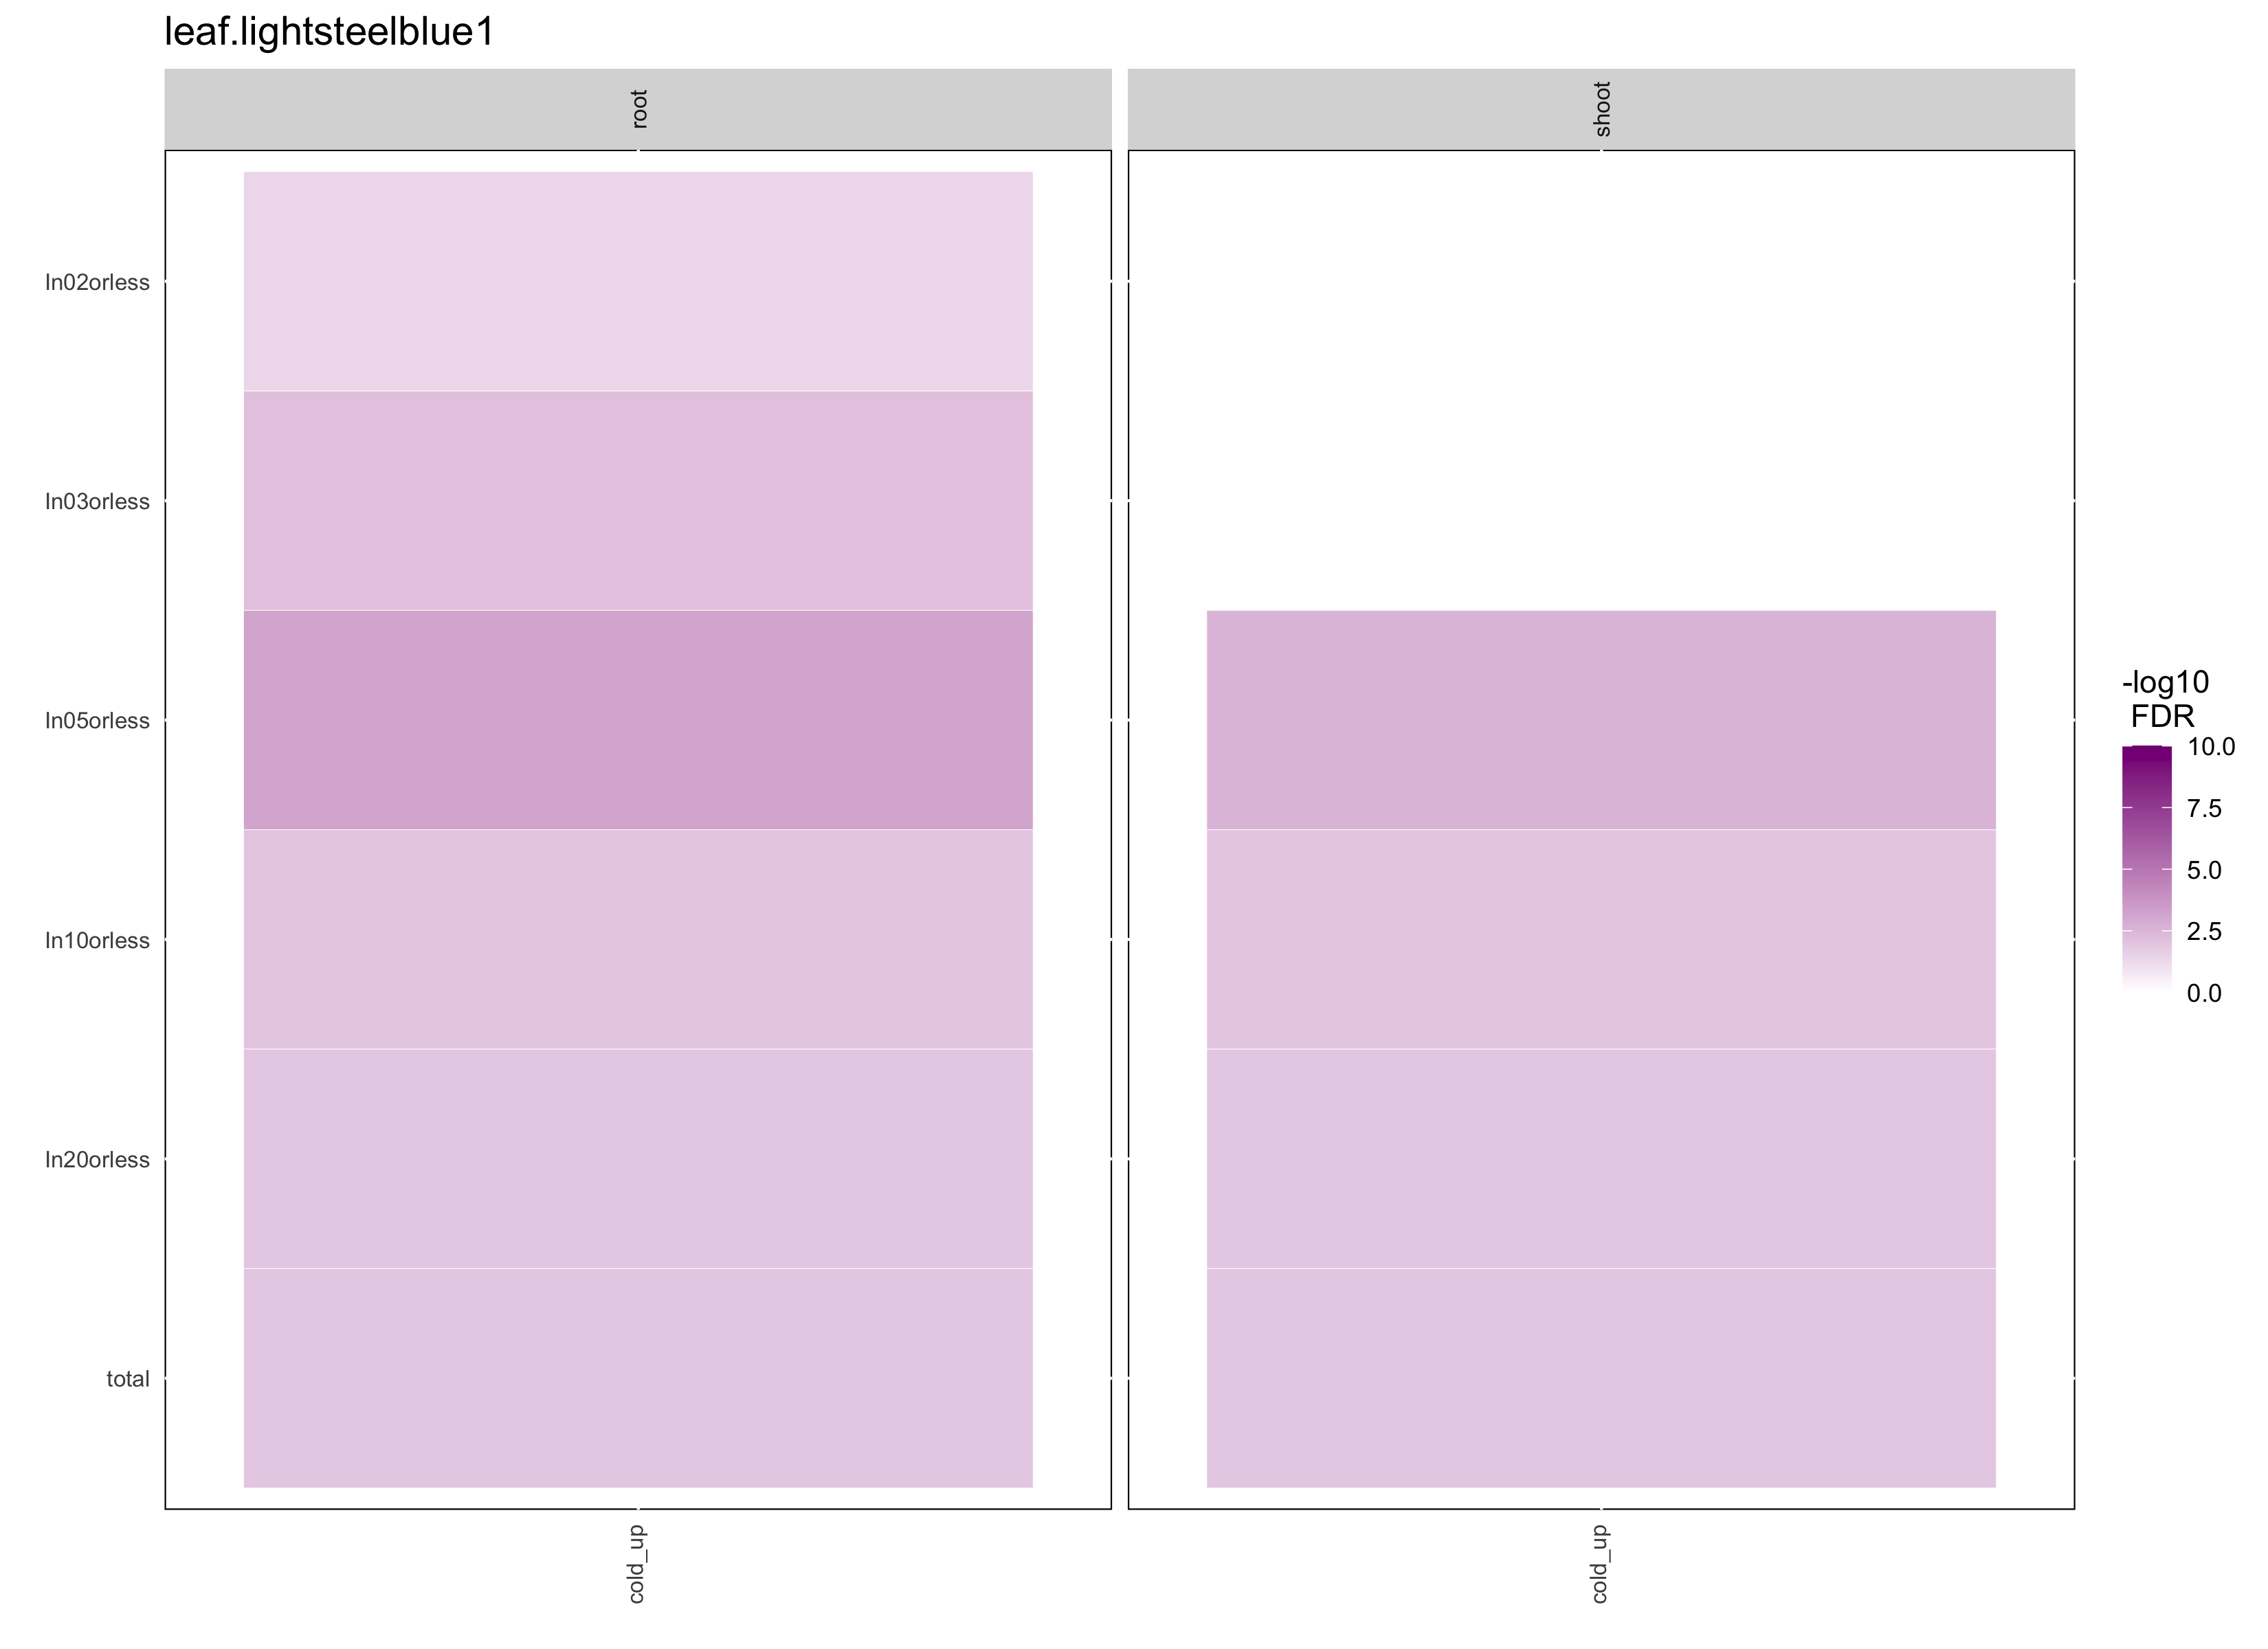 leaf.lightsteelblue1
root
shoot
In02orless
In03orless
In05orless
In10orless
In20orless
total
cold_up
cold_up
-log10
FDR
10.0
7.5
5.0
2.5
0.0